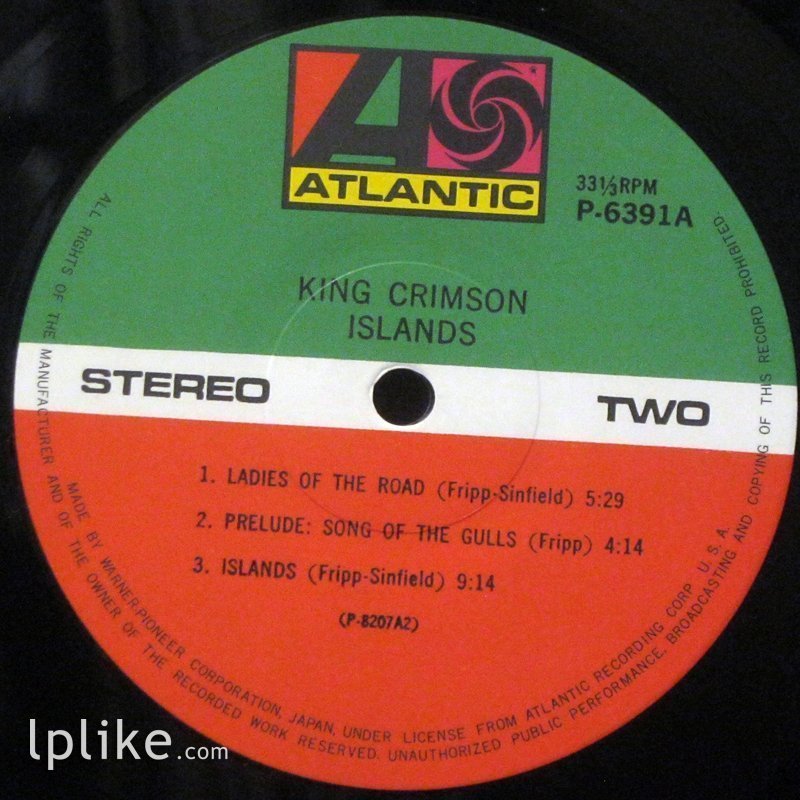 ATLANTIC
33⅓RPM
P-6391A
KING CRIMSON
ISLANDS
STEREO
TWO
1. LADIES OF THE ROAD (Fripp-Sinfield) 5:29
2. PRELUDE: SONG OF THE GULLS (Fripp) 4:14
3. ISLANDS (Fripp-Sinfield) 9:14
(P-8207A2)
MADE BY WARNER-PIONEER CORPORATION, JAPAN, UNDER LICENSE FROM ATLANTIC RECORDING CORP. U.S.A.
ALL RIGHTS OF THE MANUFACTURER AND OF THE OWNER OF THE RECORDED WORK RESERVED. UNAUTHORIZED PUBLIC PERFORMANCE, BROADCASTING AND COPYING OF THIS RECORD PROHIBITED.
lplike.com